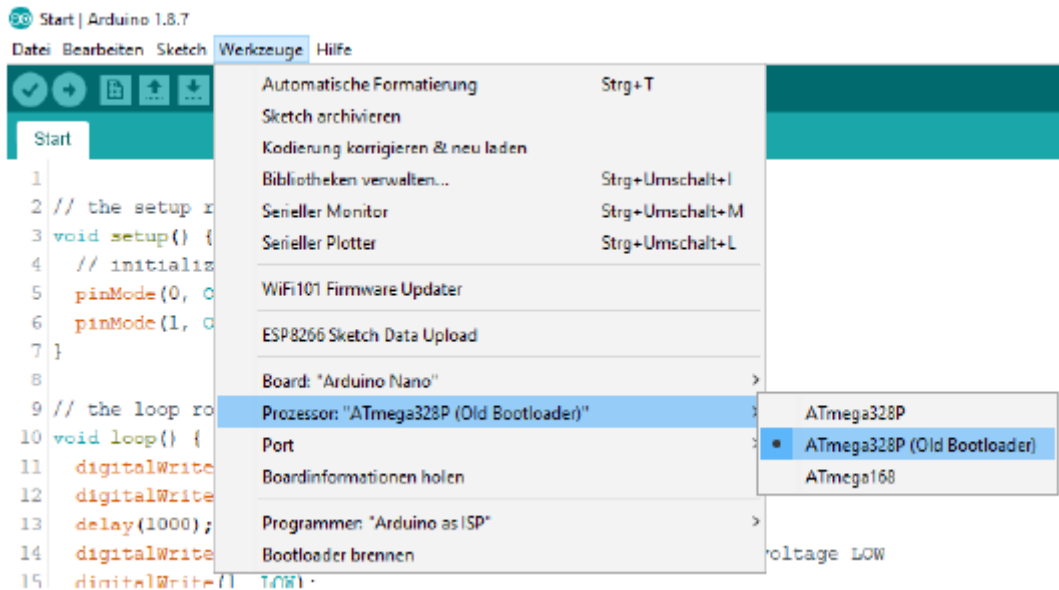 Start | Arduino 1.8.7
Datei Bearbeiten Sketch Werkzeuge Hilfe
Start
Automatische Formatierung Strg+T
Sketch archivieren
Kodierung korrigieren & neu laden
Bibliotheken verwalten... Strg+Umschalt+I
Serieller Monitor Strg+Umschalt+M
Serieller Plotter Strg+Umschalt+L
WiFi101 Firmware Updater
ESP8266 Sketch Data Upload
Board: "Arduino Nano"
Prozessor: "ATmega328P (Old Bootloader)"
Port
Boardinformationen holen
Programmer: "Arduino as ISP"
Bootloader brennen
ATmega328P
ATmega328P (Old Bootloader)
ATmega168
1
2 // the setup r
3 void setup() {
4 // initializ
5 pinMode(0, O
6 pinMode(1, O
7 }
8
9 // the loop ro
10 void loop() {
11 digitalWrite
12 digitalWrite
13 delay(1000);
14 digitalWrite voltage LOW
15 digitalWrite(1, LOW);